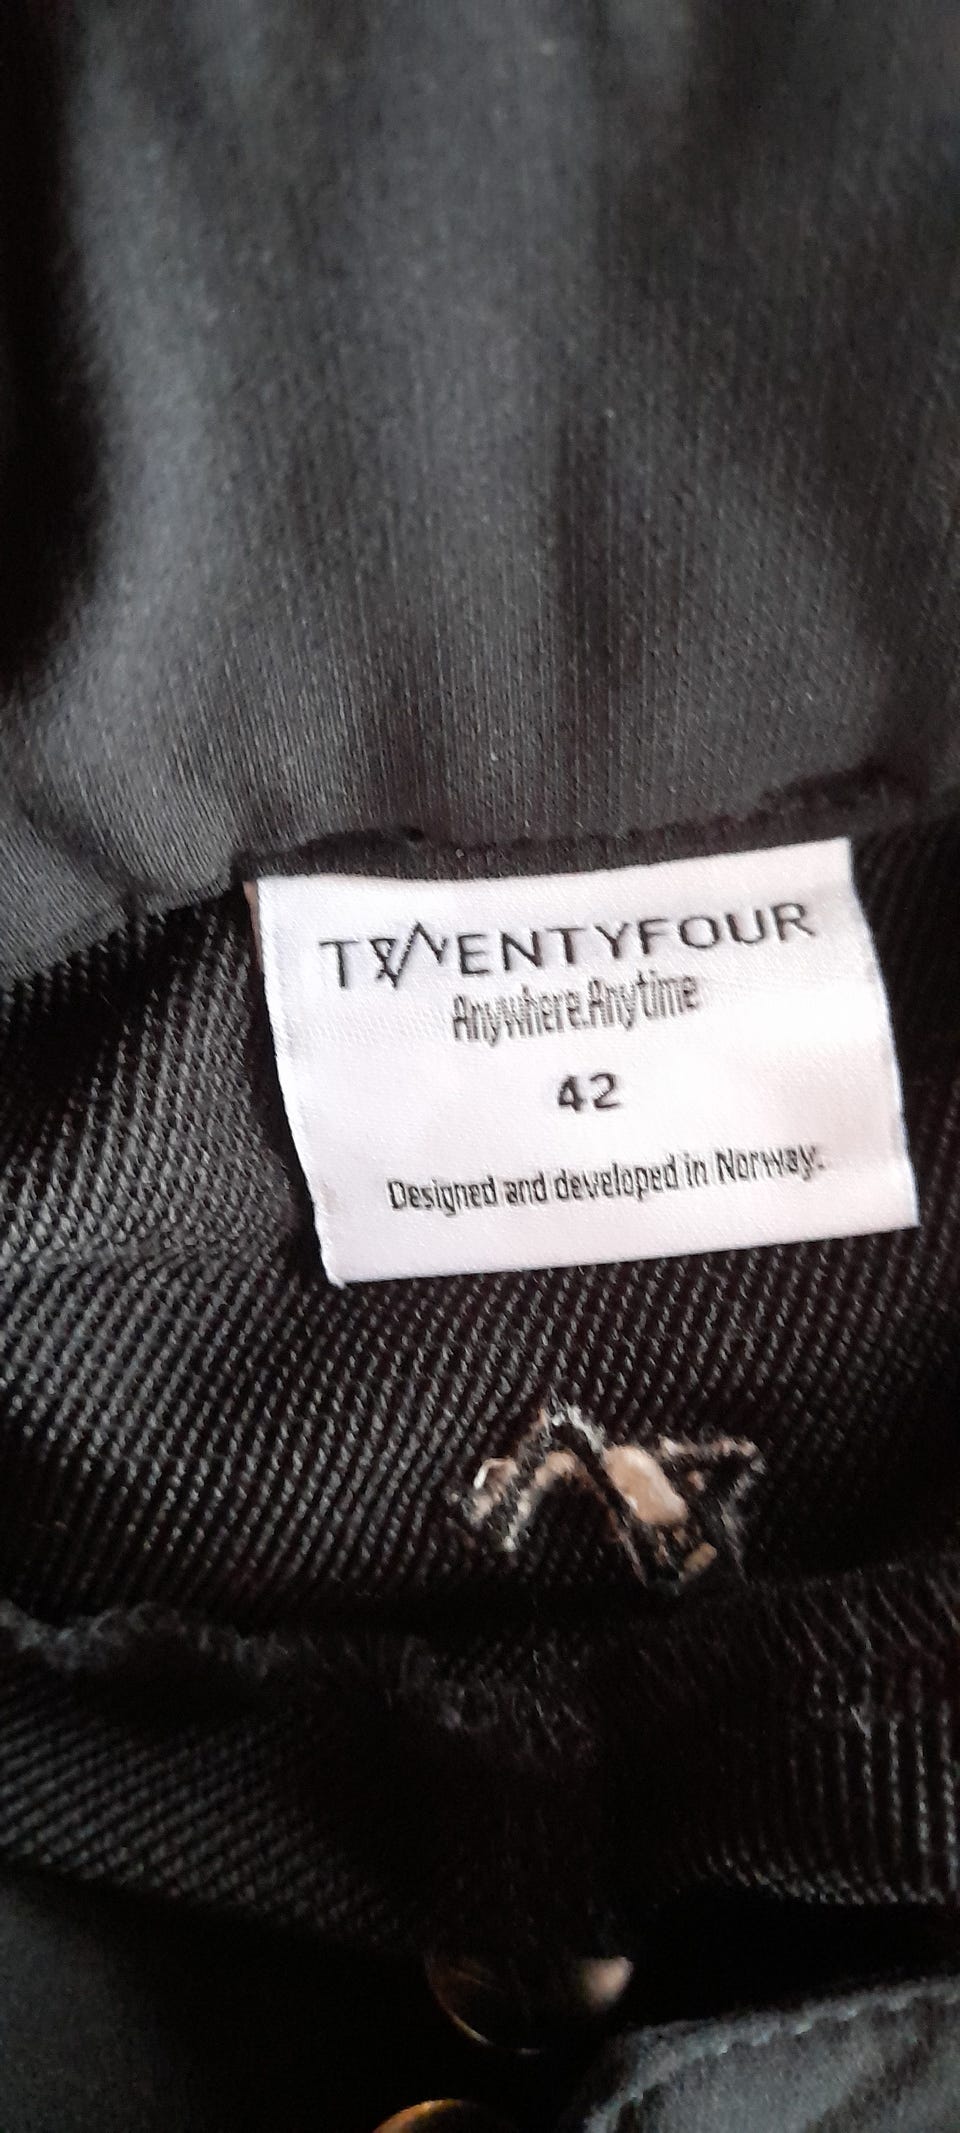 TWENTYFOUR
Anywhere.Anytime
42
Designed and developed in Norway.